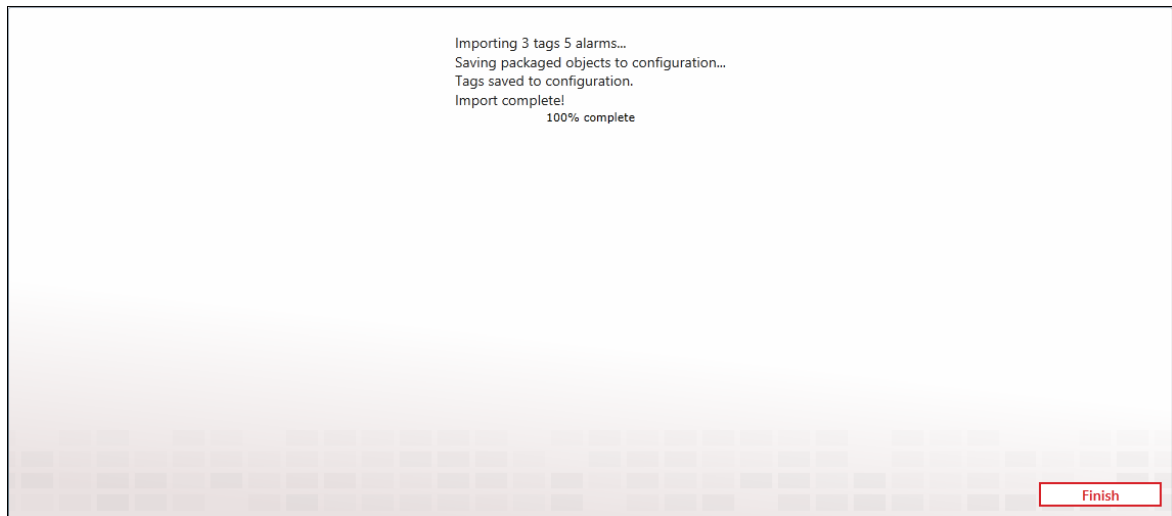 Importing 3 tags 5 alarms...
Saving packaged objects to configuration...
Tags saved to configuration.
Import complete!
100% complete
Finish